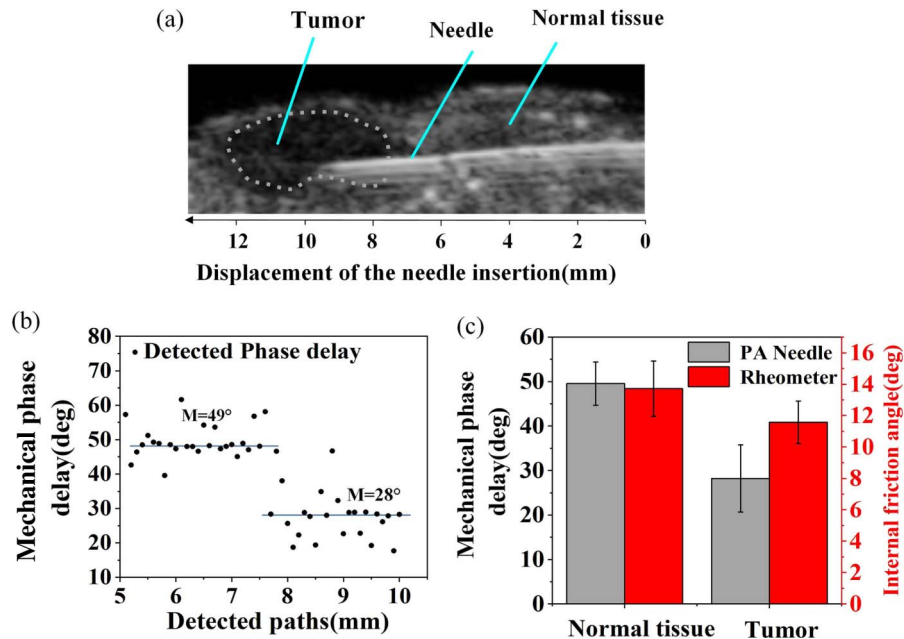 (a)
Tumor
Needle
Normal tissue
12 10 8 6 4 2 0
Displacement of the needle insertion(mm)
(b)
Mechanical phase
delay(deg)
80
70
60
50
40
30
20
10
Detected Phase delay
M=49°
M=28°
5 6 7 8 9 10
Detected paths(mm)
(c)
Mechanical phase
delay(deg)
60
50
40
30
20
10
0
PA Needle
Rheometer
16
14
12
10
8
6
4
2
0
Internal friction angle(deg)
Normal tissue Tumor